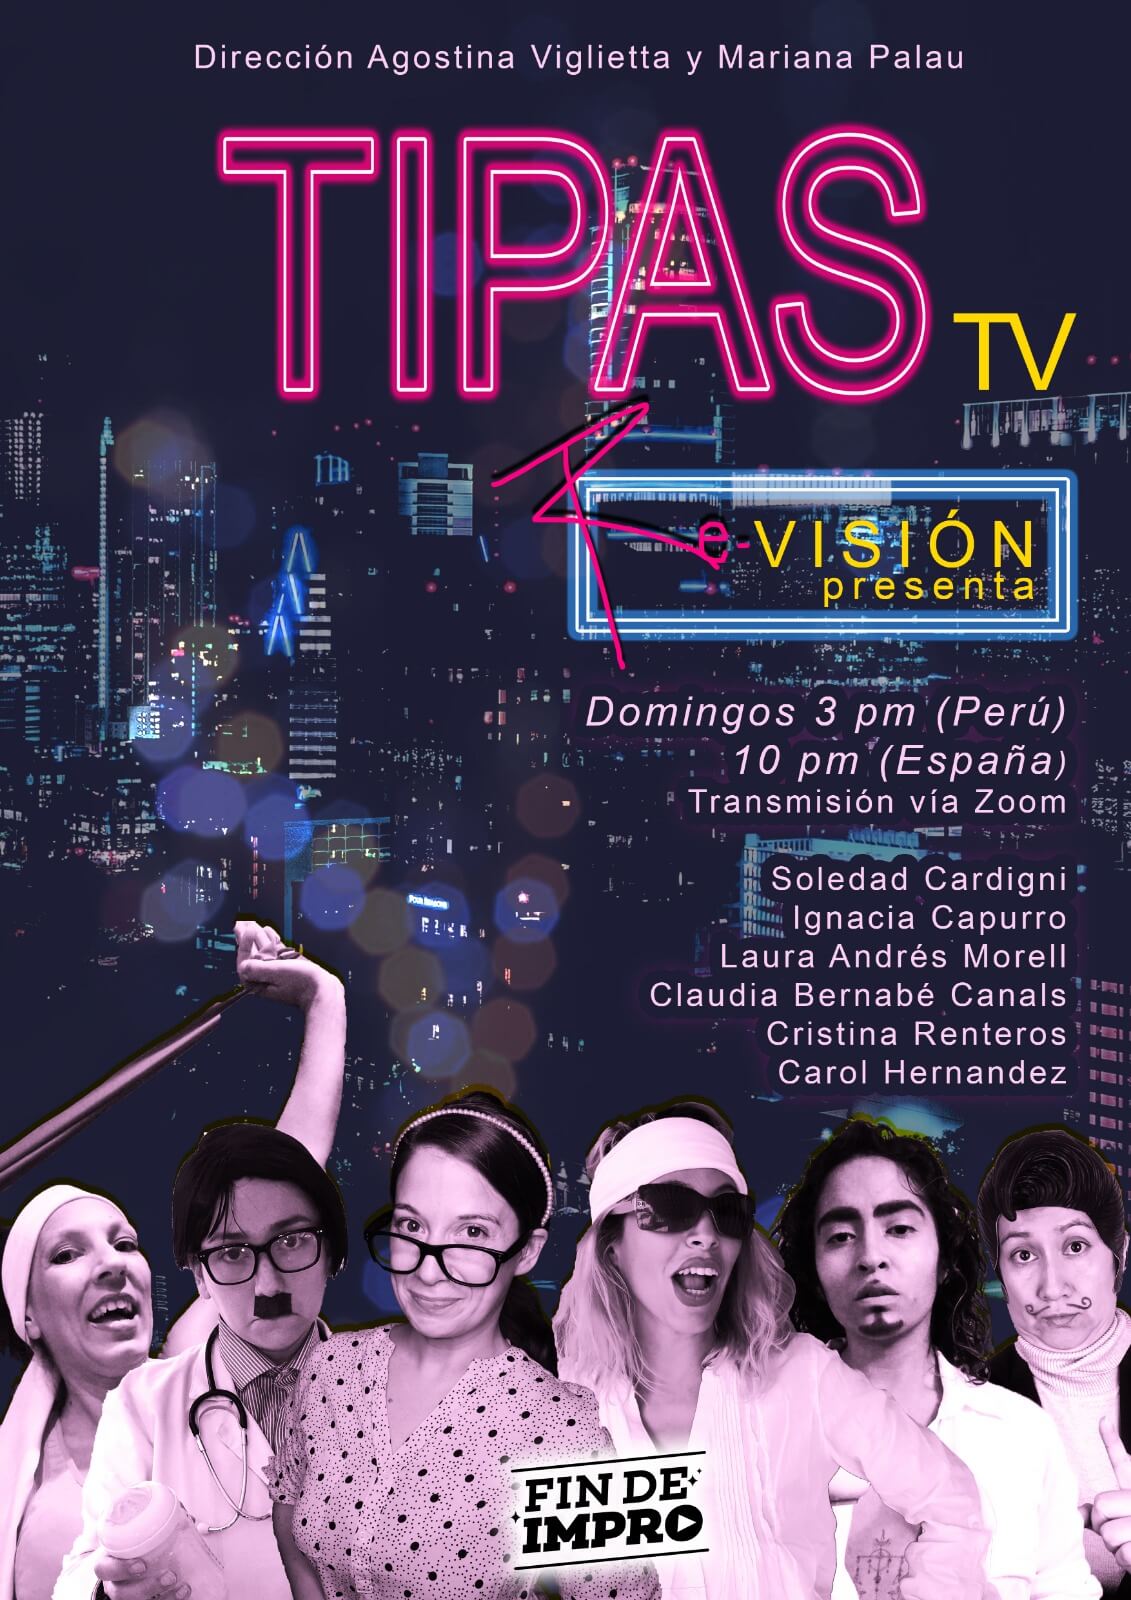 Dirección Agostina Viglietta y Mariana Palau
TIPAS
TV
Re-VISIÓN
presenta
Domingos 3 pm (Perú)
10 pm (España)
Transmisión vía Zoom
Soledad Cardigni
Ignacia Capurro
Laura Andrés Morell
Claudia Bernabé Canals
Cristina Renteros
Carol Hernandez
FIN DE
IMPRO